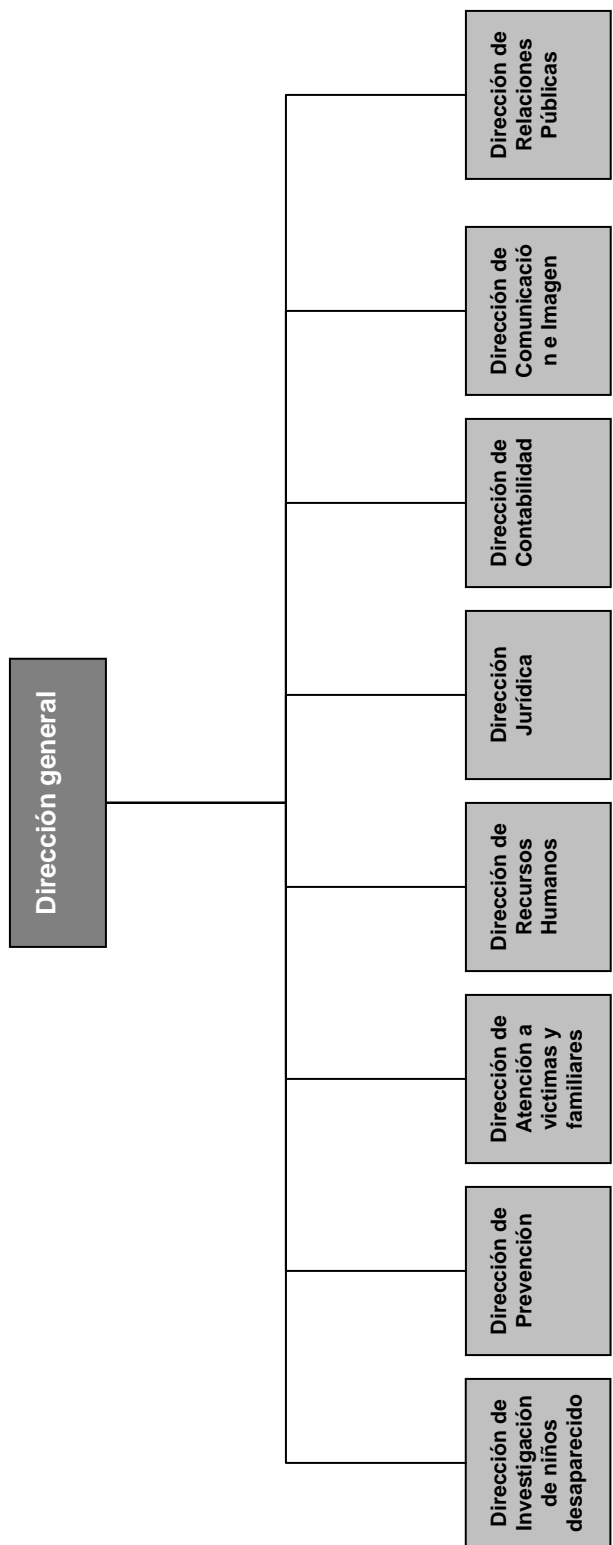 Dirección general
Dirección de
Investigación
de niños
desaparecido
Dirección de
Prevención
Dirección de
Atención a
victimas y
familiares
Dirección de
Recursos
Humanos
Dirección
Jurídica
Dirección de
Contabilidad
Dirección de
Comunicació
n e Imagen
Dirección de
Relaciones
Públicas